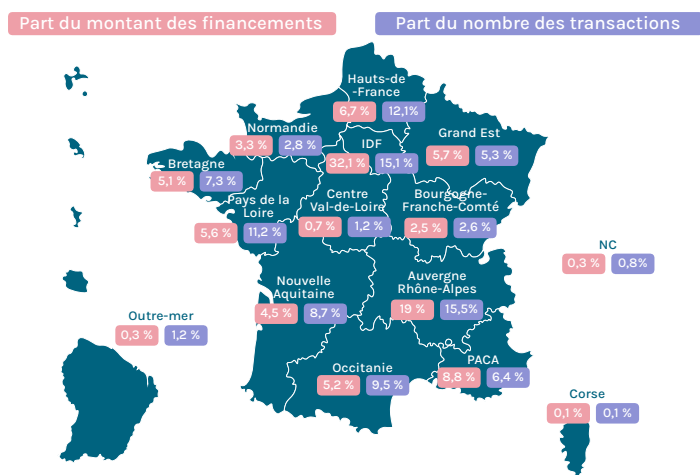 Part du montant des financements
Part du nombre des transactions
Hauts-de
-France
6,7 % 12,1%
Normandie
3,3 % 2,8 %
IDF
32,1 % 15,1 %
Grand Est
5,7 % 5,3 %
Bretagne
5,1 % 7,3 %
Pays de la
Loire
5,6 % 11,2 %
Centre
Val-de-Loire
0,7 % 1,2 %
Bourgogne-
Franche-Comté
2,5 % 2,6 %
NC
0,3 % 0,8%
Nouvelle
Aquitaine
4,5 % 8,7 %
Auvergne
Rhône-Alpes
19 % 15,5%
Outre-mer
0,3 % 1,2 %
Occitanie
5,2 % 9,5 %
PACA
8,8 % 6,4 %
Corse
0,1 % 0,1 %